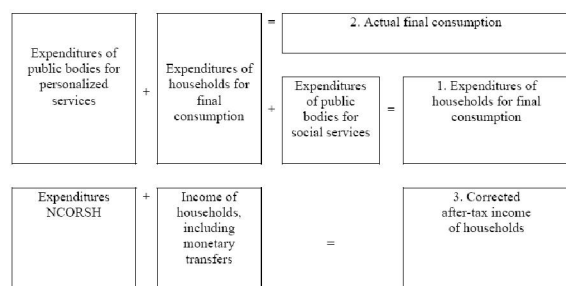 =
2. Actual final consumption
Expenditures of
public bodies for
personalized
services
+
Expenditures of
households for
final
consumption
+
Expenditures
of public
bodies for
social services
=
1. Expenditures of
households for final
consumption
Expenditures
NCORSH
+
Income of
households,
including
monetary
transfers
=
3. Corrected
after-tax income
of households